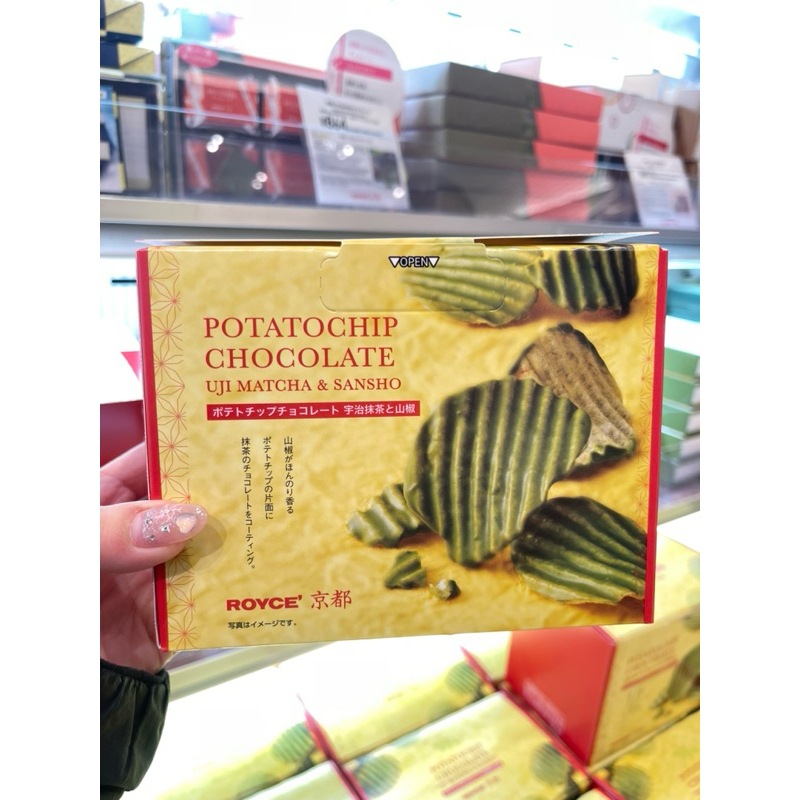 ▽OPEN▽
POTATOCHIP
CHOCOLATE
UJI MATCHA & SANSHO
ポテトチップチョコレート 宇治抹茶と山椒
山椒がほんのり香る
ポテトチップの片面に
抹茶のチョコレートをコーティング。
ROYCE' 京都
写真はイメージです。